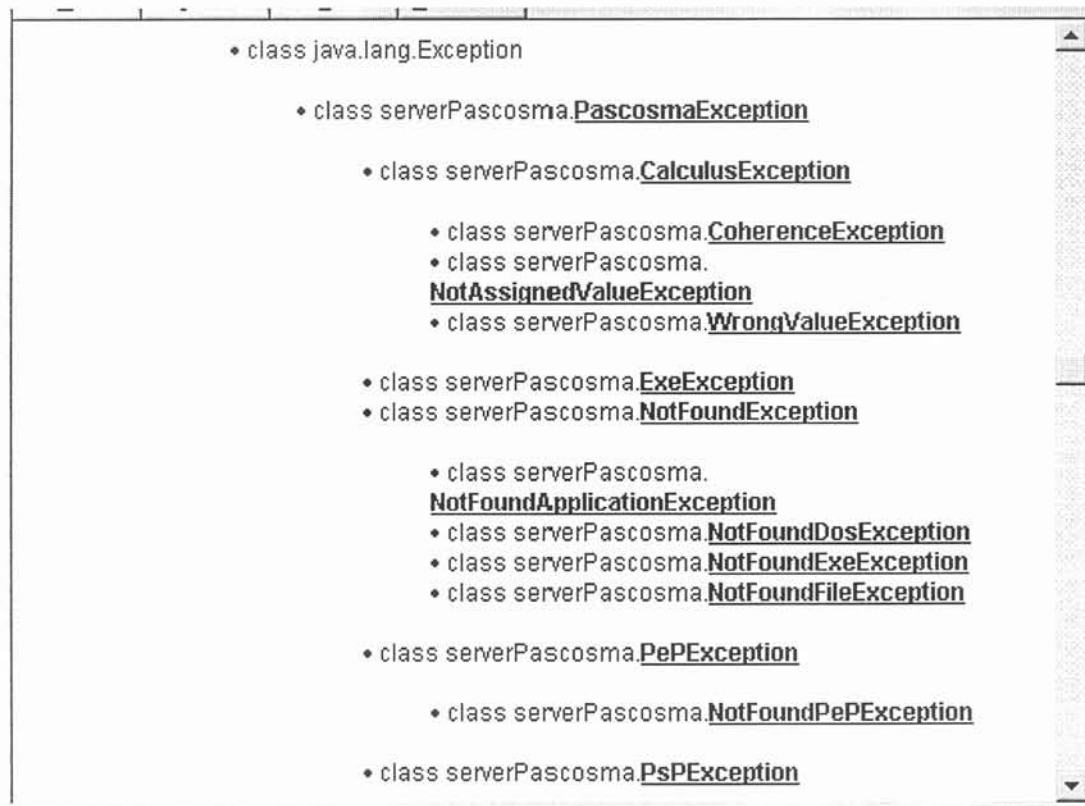 • class java.lang.Exception
• class serverPascosma.PascosmaException
• class serverPascosma.CalculusException
• class serverPascosma.CoherenceException
• class serverPascosma.
NotAssignedValueException
• class serverPascosma.WrongValueException
• class serverPascosma.ExeException
• class serverPascosma.NotFoundException
• class serverPascosma.
NotFoundApplicationException
• class serverPascosma.NotFoundDosException
• class serverPascosma.NotFoundExeException
• class serverPascosma.NotFoundFileException
• class serverPascosma.PePException
• class serverPascosma.NotFoundPePException
• class serverPascosma.PsPException